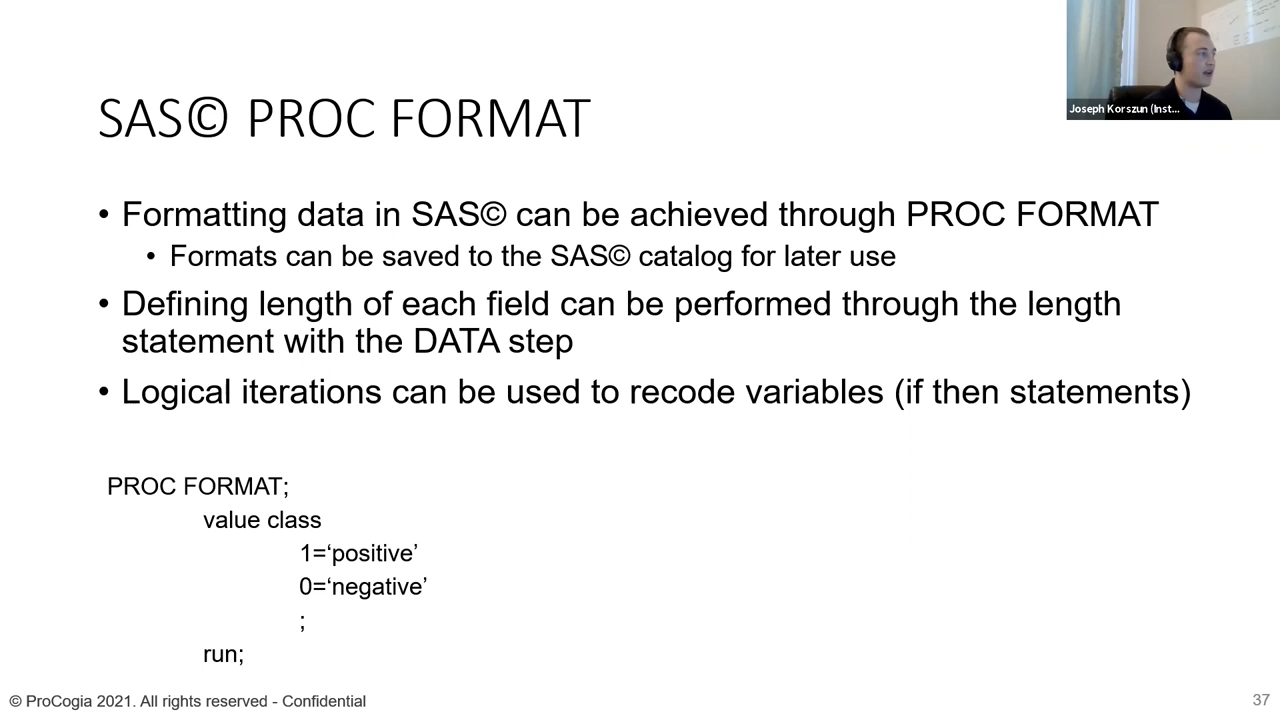 Joseph Korszun (Inst...
SAS© PROC FORMAT
• Formatting data in SAS© can be achieved through PROC FORMAT
• Formats can be saved to the SAS© catalog for later use
• Defining length of each field can be performed through the length
statement with the DATA step
• Logical iterations can be used to recode variables (if then statements)
PROC FORMAT;
value class
1=‘positive’
0=‘negative’
;
run;
© ProCogia 2021. All rights reserved - Confidential
37